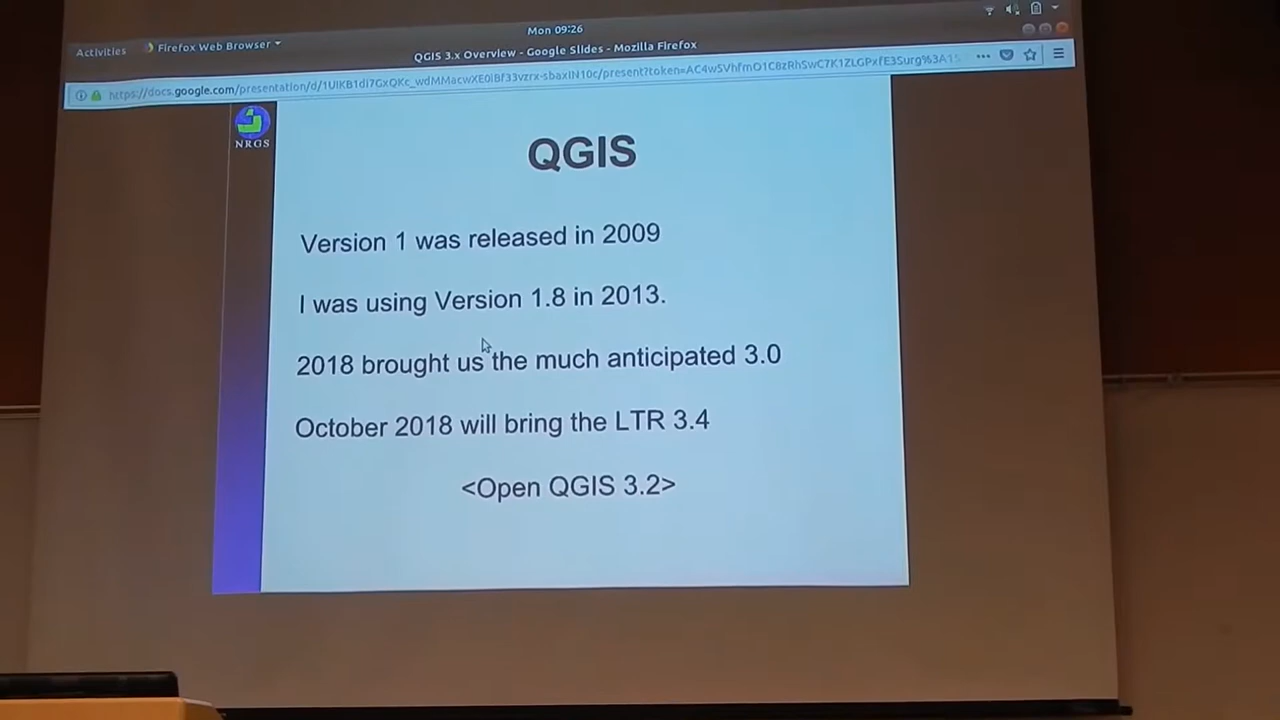 Mon 09:26
Activities
Firefox Web Browser
QGIS 3.x Overview - Google Slides - Mozilla Firefox
NRGS
QGIS
Version 1 was released in 2009
I was using Version 1.8 in 2013.
2018 brought us the much anticipated 3.0
October 2018 will bring the LTR 3.4
<Open QGIS 3.2>